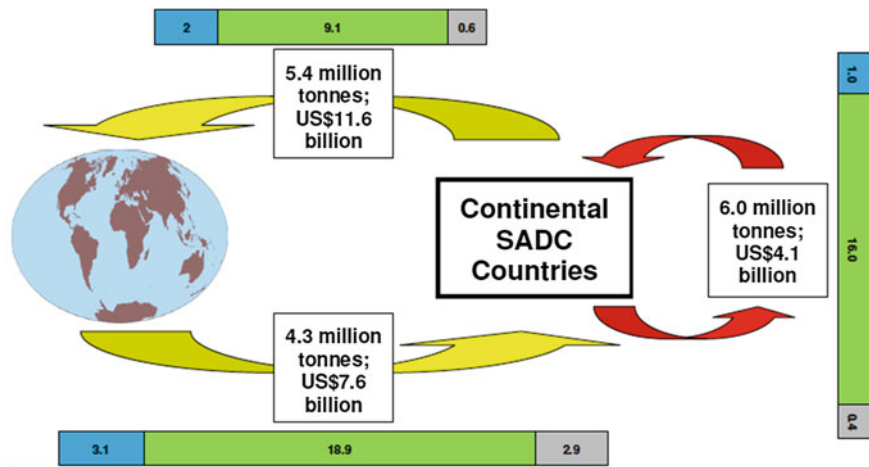 2 9.1 0.6
5.4 million
tonnes;
US$11.6
billion
Continental
SADC
Countries
6.0 million
tonnes;
US$4.1
billion
1.0
16.0
0.4
4.3 million
tonnes;
US$7.6
billion
3.1 18.9 2.9